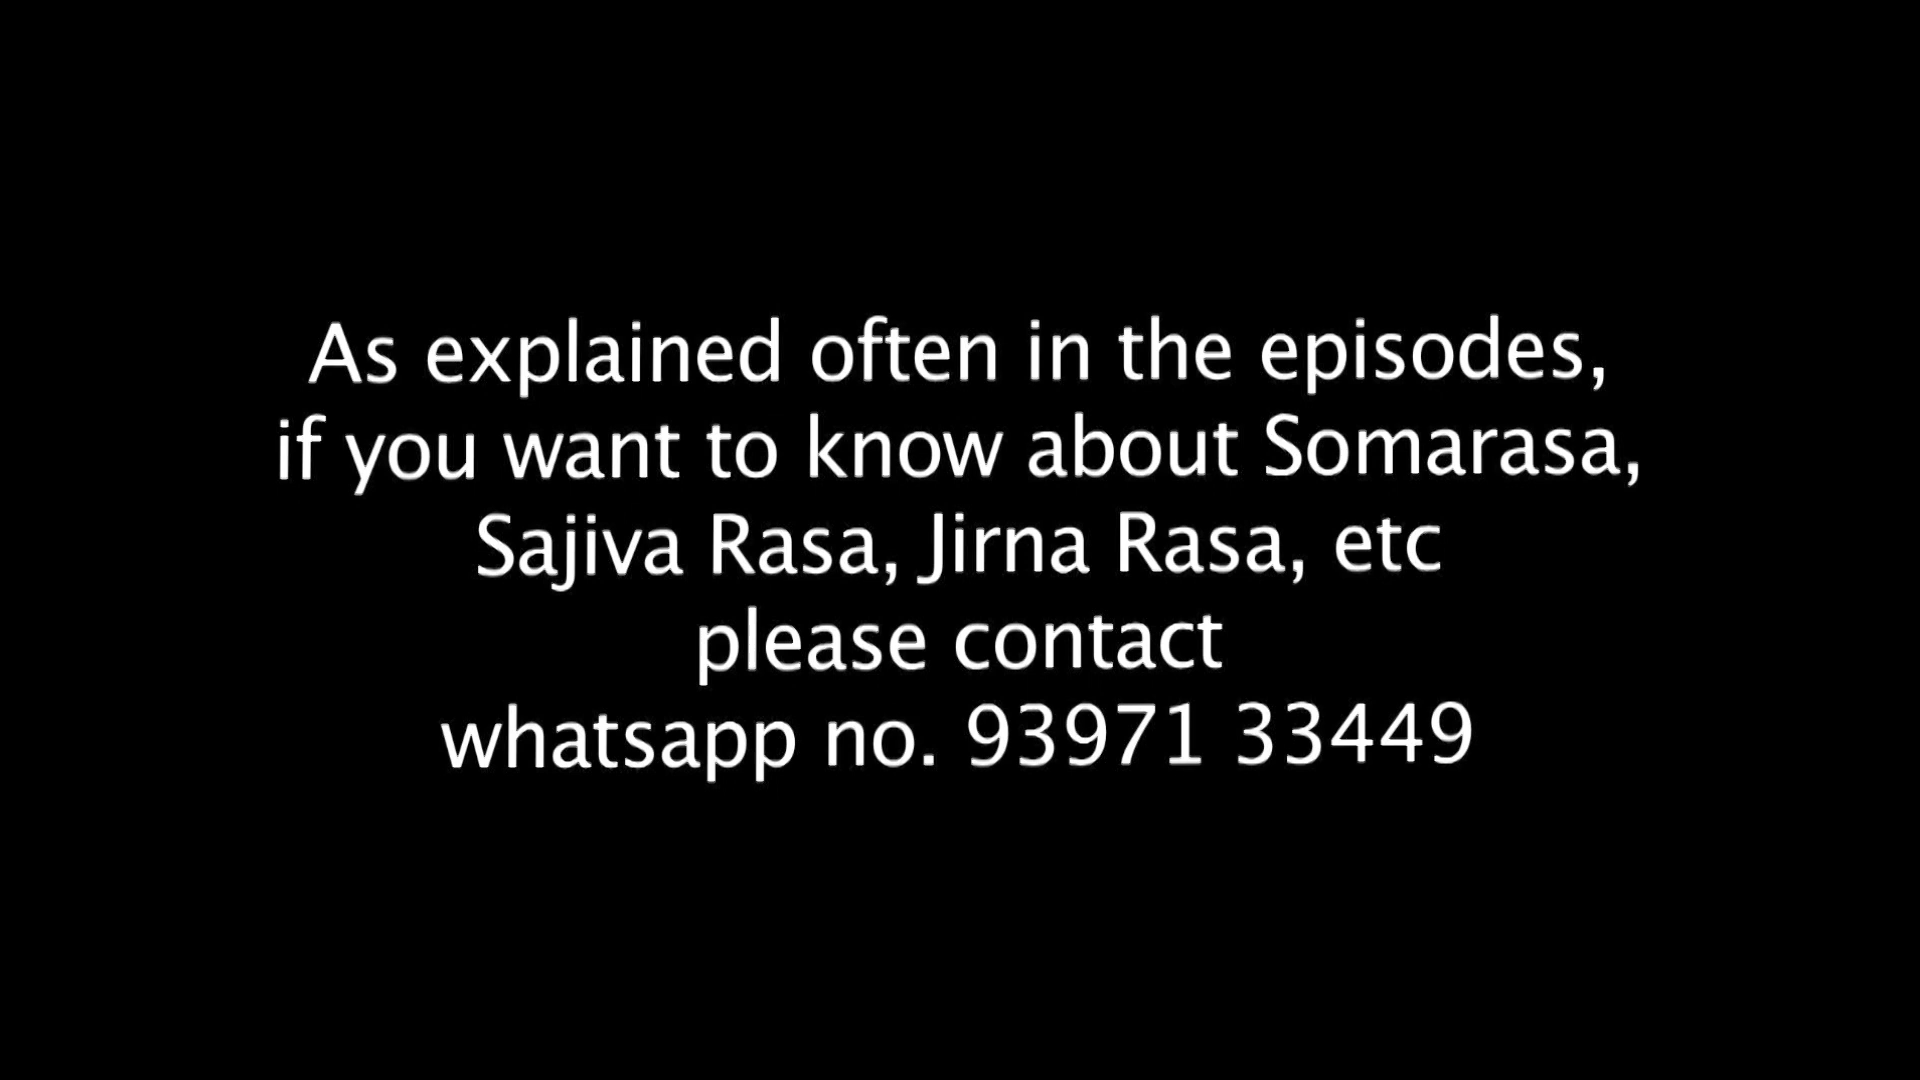 As explained often in the episodes,
if you want to know about Somarasa,
Sajiva Rasa, Jirna Rasa, etc
please contact
whatsapp no. 93971 33449